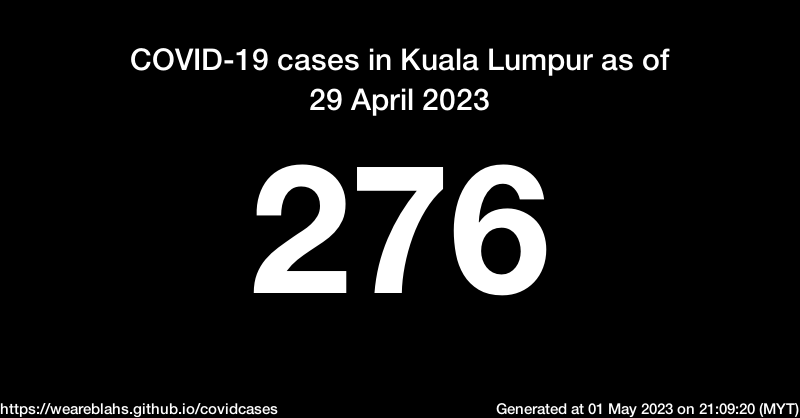 COVID-19 cases in Kuala Lumpur as of
29 April 2023
276
https://weareblahs.github.io/covidcases
Generated at 01 May 2023 on 21:09:20 (MYT)